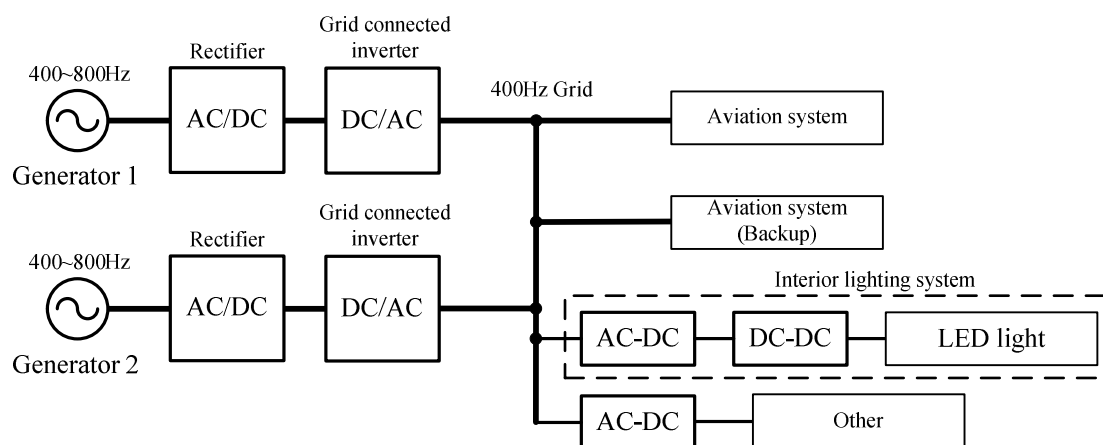 Grid connected
inverter
Rectifier
400~800Hz
AC/DC
DC/AC
400Hz Grid
Aviation system
Generator 1
Aviation system
(Backup)
Grid connected
inverter
Rectifier
400~800Hz
AC/DC
DC/AC
Generator 2
Interior lighting system
AC-DC
DC-DC
LED light
AC-DC
Other